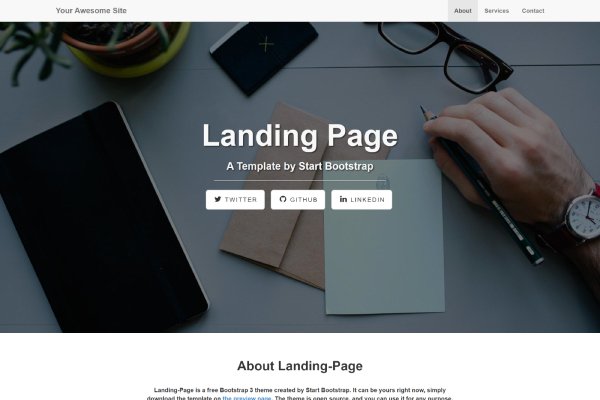 Your Awesome Site
About Services Contact
Landing Page
A Template by Start Bootstrap
TWITTER GITHUB LINKEDIN
About Landing-Page
Landing-Page is a free Bootstrap 3 theme created by Start Bootstrap. It can be yours right now, simply
download the template on the preview page. The theme is open source, and you can use it for any purpose,